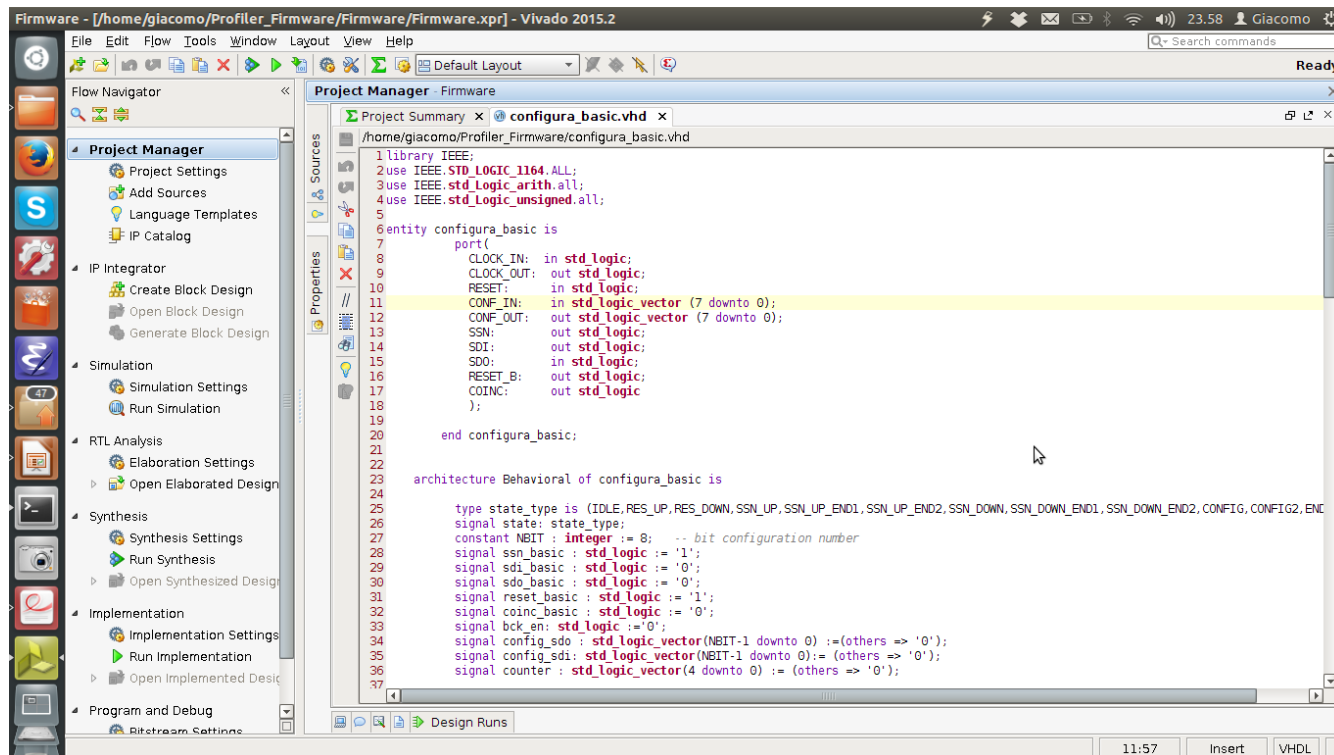 Firmware - [/home/giacomo/Profiler_Firmware/Firmware/Firmware.xpr] - Vivado 2015.2
23.58 Giacomo
File Edit Flow Tools Window Layout View Help
Search commands
Default Layout
Ready
Flow Navigator
Project Manager
Project Settings
Add Sources
Language Templates
IP Catalog
IP Integrator
Create Block Design
Open Block Design
Generate Block Design
Simulation
Simulation Settings
Run Simulation
RTL Analysis
Elaboration Settings
Open Elaborated Design
Synthesis
Synthesis Settings
Run Synthesis
Open Synthesized Desig
Implementation
Implementation Settings
Run Implementation
Open Implemented Desig
Program and Debug
Bitstream Settings
47
Project Manager - Firmware
Sources
Properties
Project Summary configura_basic.vhd
/home/giacomo/Profiler_Firmware/configura_basic.vhd
1 library IEEE;
2 use IEEE.STD_LOGIC_1164.ALL;
3 use IEEE.std_Logic_arith.all;
4 use IEEE.std_Logic_unsigned.all;
5
6 entity configura_basic is
7 port(
8 CLOCK_IN: in std_logic;
9 CLOCK_OUT: out std_logic;
10 RESET: in std_logic;
11 CONF_IN: in std_logic_vector (7 downto 0);
12 CONF_OUT: out std_logic_vector (7 downto 0);
13 SSN: out std_logic;
14 SDI: out std_logic;
15 SDO: in std_logic;
16 RESET_B: out std_logic;
17 COINC: out std_logic
18 );
19
20 end configura_basic;
21
22
23 architecture Behavioral of configura_basic is
24
25 type state_type is (IDLE,RES_UP,RES_DOWN,SSN_UP,SSN_UP_END1,SSN_UP_END2,SSN_DOWN,SSN_DOWN_END1,SSN_DOWN_END2,CONFIG,CONFIG2,END
26 signal state: state_type;
27 constant NBIT : integer := 8; -- bit configuration number
28 signal ssn_basic : std_logic := '1';
29 signal sdi_basic : std_logic := '0';
30 signal sdo_basic : std_logic := '0';
31 signal reset_basic : std_logic := '1';
32 signal coinc_basic : std_logic := '0';
33 signal bck_en: std_logic :='0';
34 signal config_sdo : std_logic_vector(NBIT-1 downto 0) :=(others => '0');
35 signal config_sdi: std_logic_vector(NBIT-1 downto 0):= (others => '0');
36 signal counter : std_logic_vector(4 downto 0) := (others => '0');
37
Design Runs
11:57 Insert VHDL